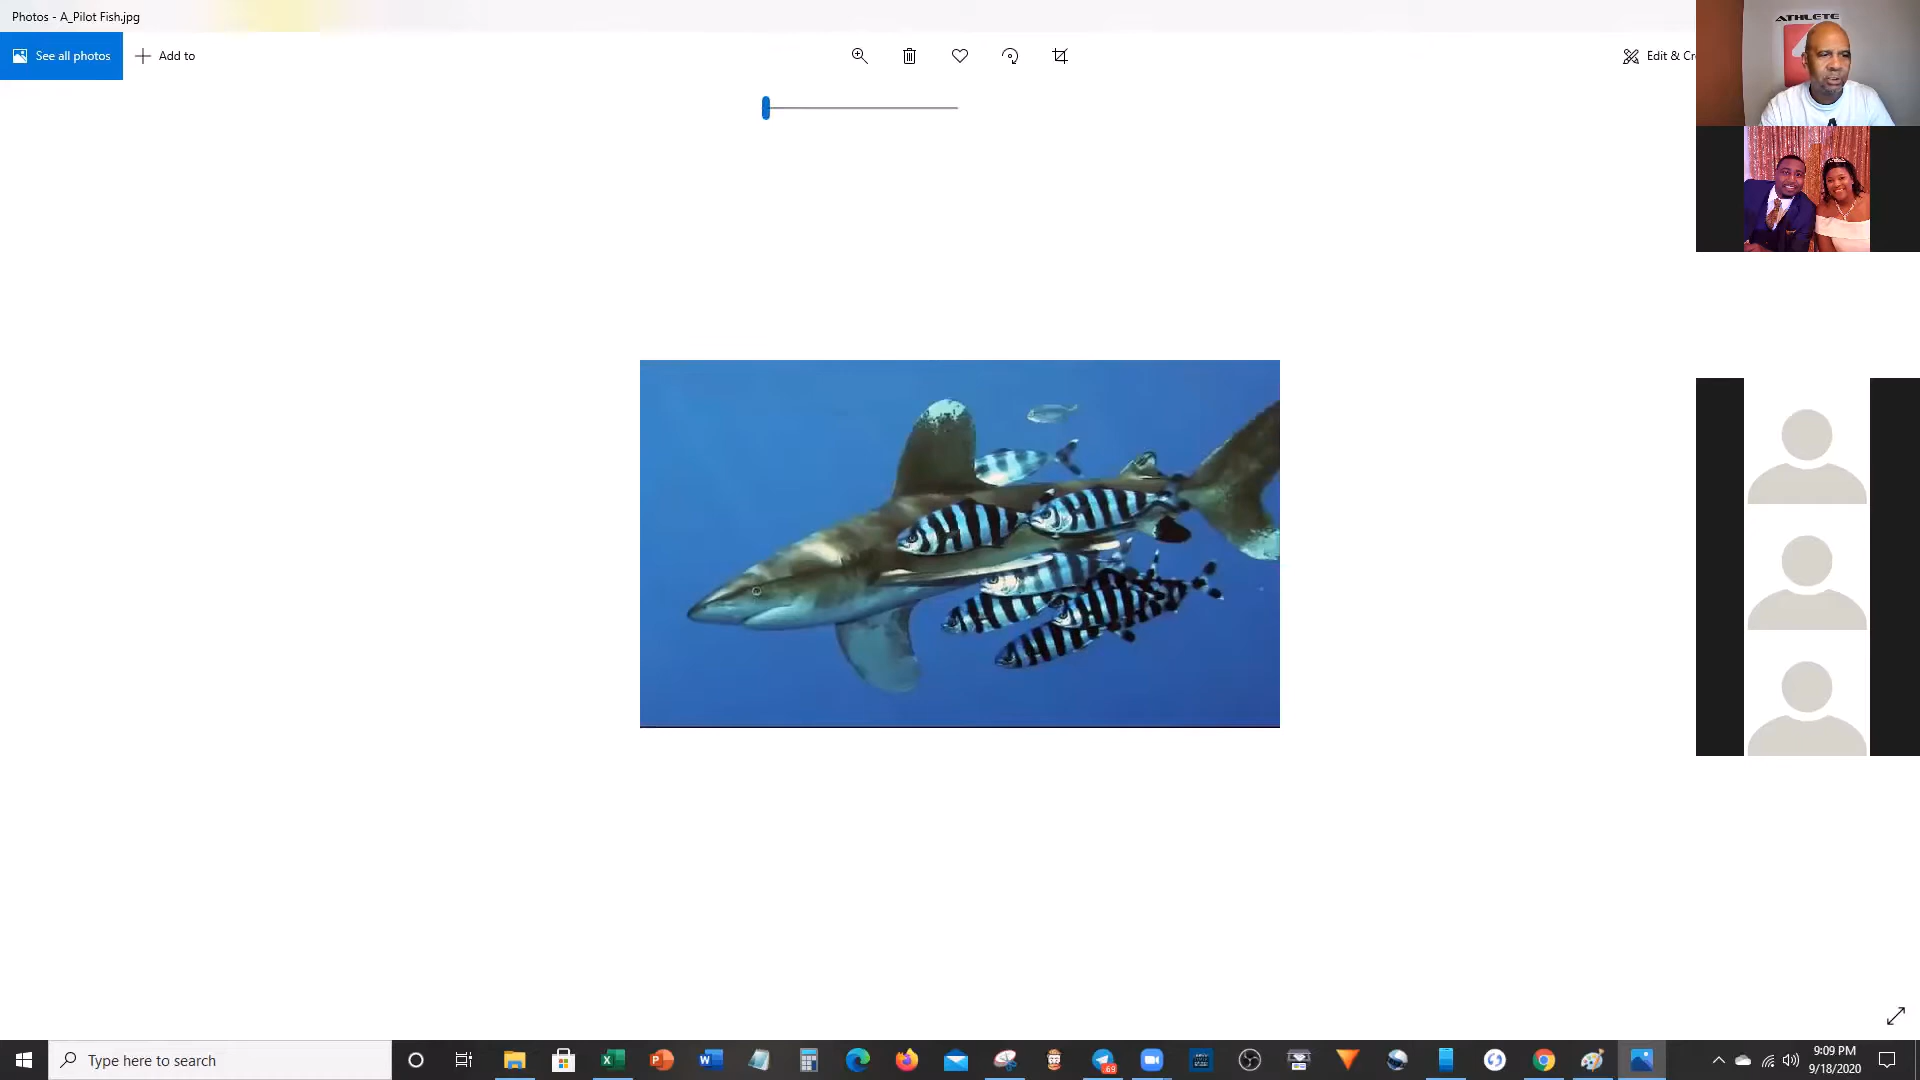 Photos - A_Pilot Fish.jpg
See all photos
Add to
Edit & Cr
ATHLETE
Type here to search
69
9:09 PM
9/18/2020